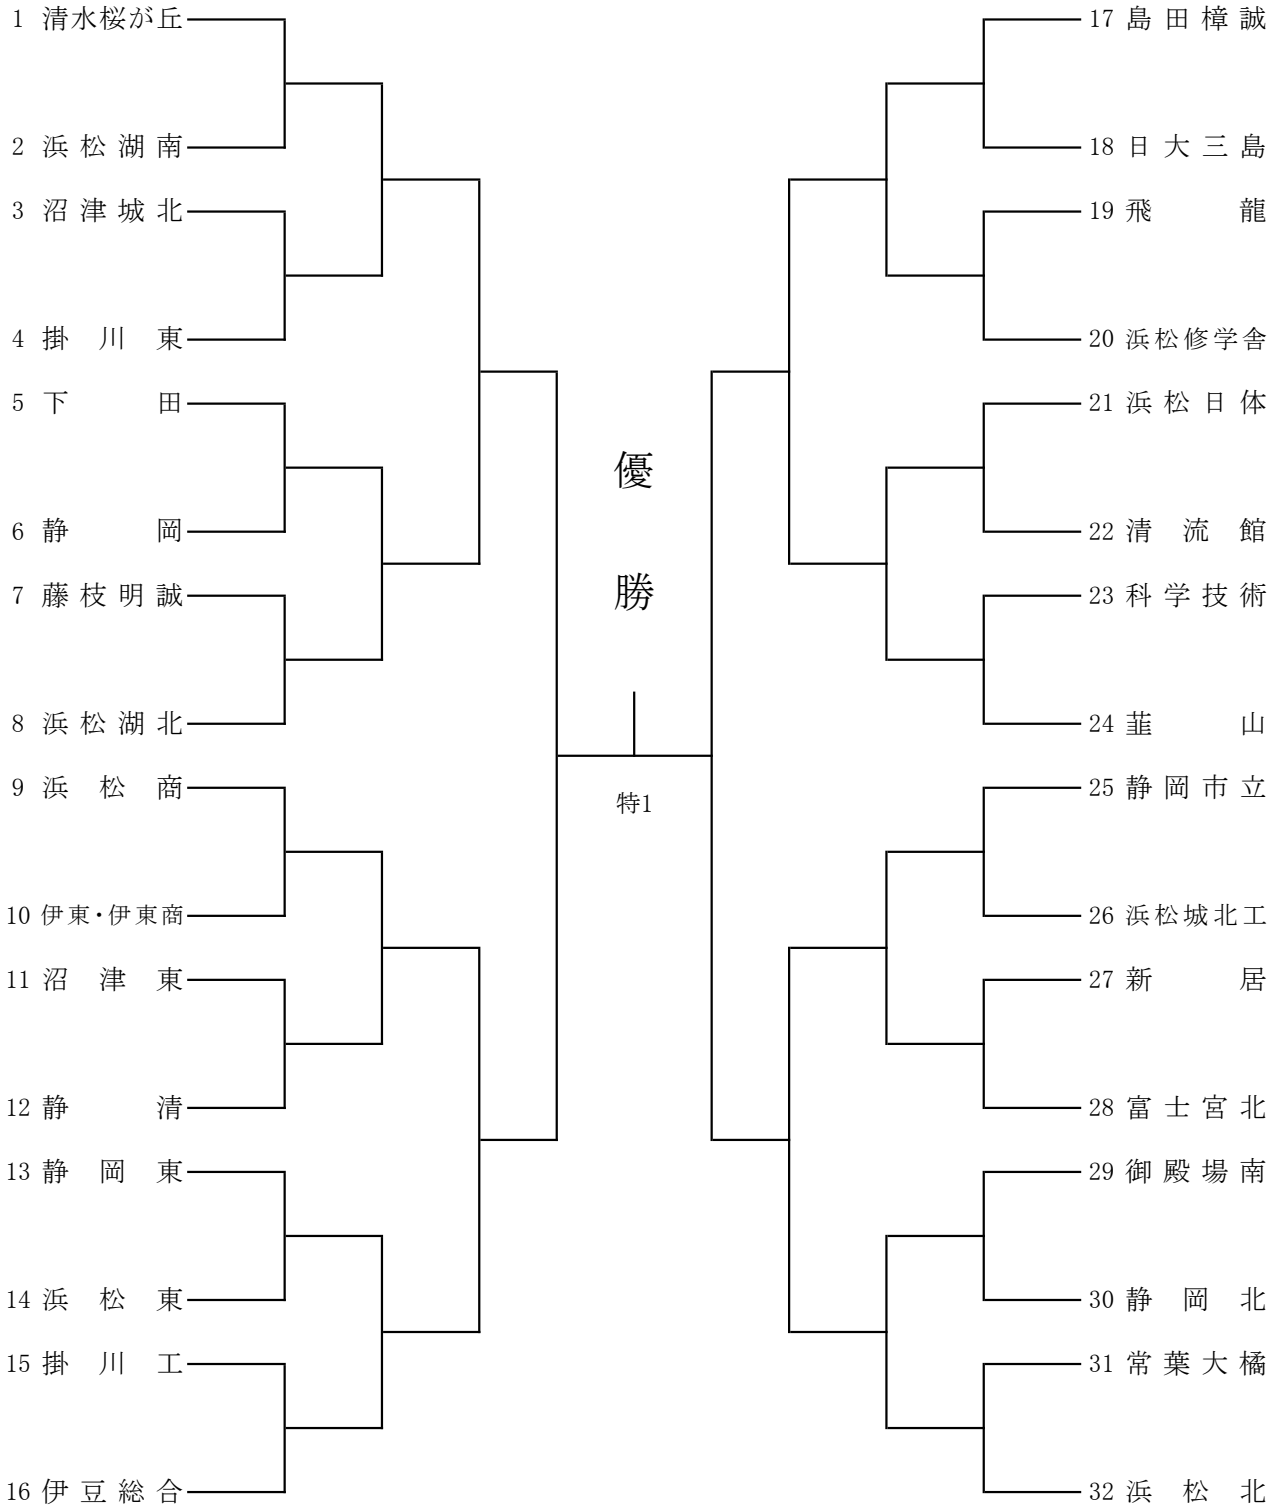 1 清水桜が丘
2 浜松湖南
3 沼津城北
4 掛川東
5 下田
6 静岡
7 藤枝明誠
8 浜松湖北
9 浜松商
10 伊東・伊東商
11 沼津東
12 静清
13 静岡東
14 浜松東
15 掛川工
16 伊豆総合
優
勝
特1
17 島田樟誠
18 日大三島
19 飛龍
20 浜松修学舎
21 浜松日体
22 清流館
23 科学技術
24 韮山
25 静岡市立
26 浜松城北工
27 新居
28 富士宮北
29 御殿場南
30 静岡北
31 常葉大橘
32 浜松北